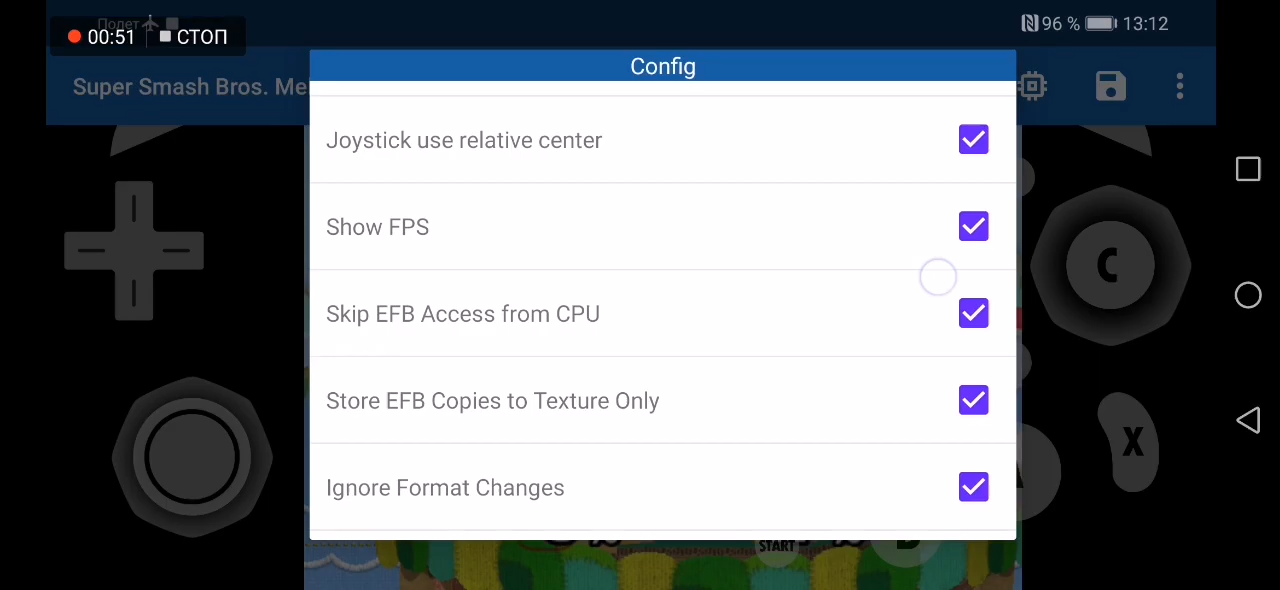 Полет
00:51 СТОП
96 % 13:12
Super Smash Bros. Me
Config
Joystick use relative center
Show FPS
Skip EFB Access from CPU
Store EFB Copies to Texture Only
Ignore Format Changes
C
X
START